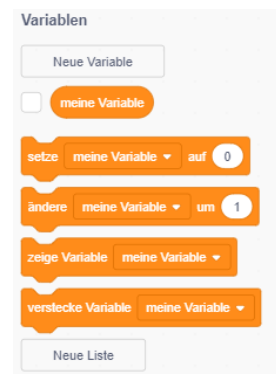 Variablen
Neue Variable
meine Variable
setze meine Variable auf 0
ändere meine Variable um 1
zeige Variable meine Variable
verstecke Variable meine Variable
Neue Liste